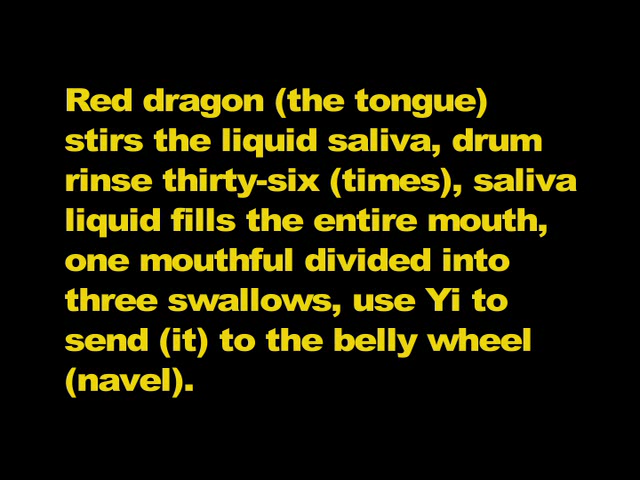 Red dragon (the tongue)
stirs the liquid saliva, drum
rinse thirty-six (times), saliva
liquid fills the entire mouth,
one mouthful divided into
three swallows, use Yi to
send (it) to the belly wheel
(navel).